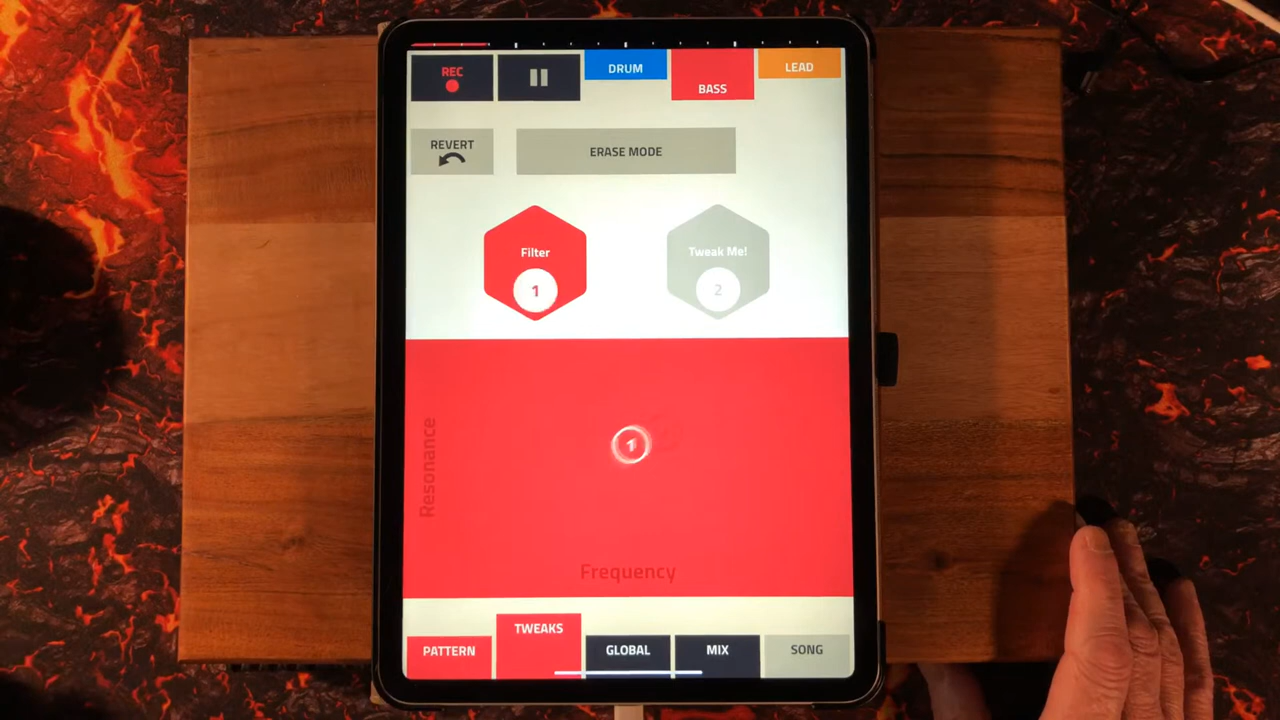 REC
DRUM
BASS
LEAD
REVERT
ERASE MODE
Filter
1
Tweak Me!
2
Resonance
1
Frequency
PATTERN
TWEAKS
GLOBAL
MIX
SONG